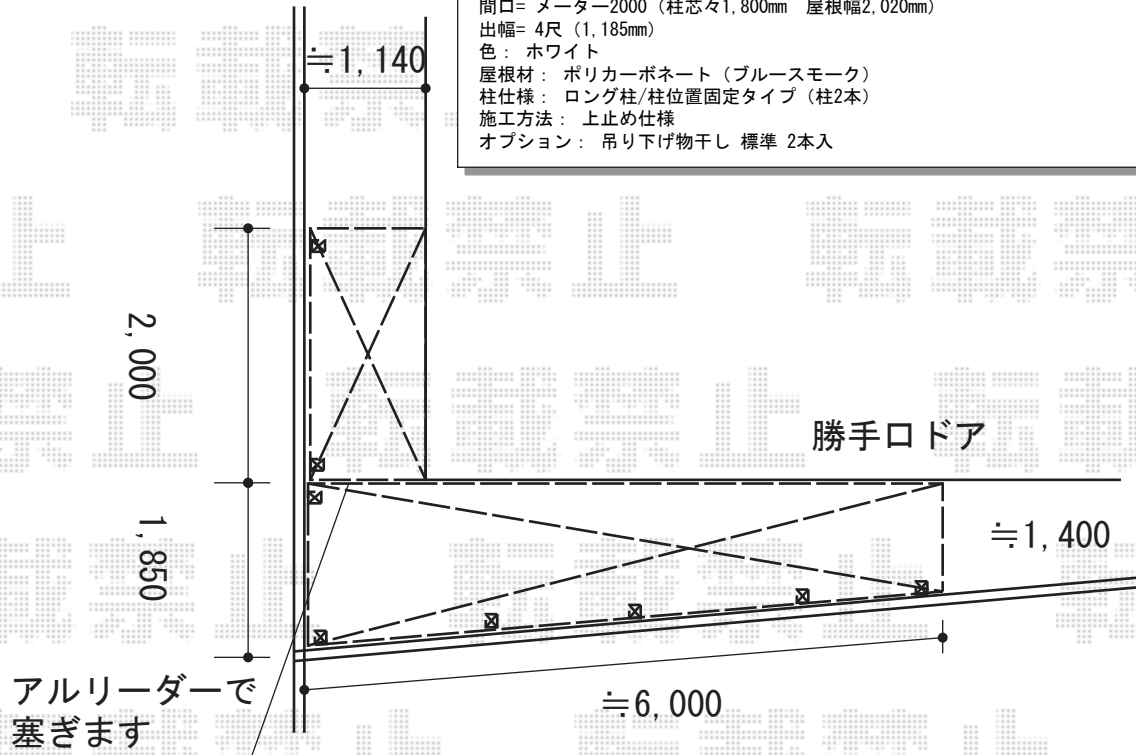 間口= メーター2000（柱芯々1,800mm　屋根幅2,020mm）
出幅= 4尺（1,185mm）
色： ホワイト
屋根材： ポリカーボネート（ブルースモーク）
柱仕様： ロング柱/柱位置固定タイプ（柱2本）
施工方法： 上止め仕様
オプション： 吊り下げ物干し 標準 2本入
≒1,140
2,000
勝手口ドア
≒1,400
1,850
アルリーダーで
塞ぎます
≒6,000
転載禁止